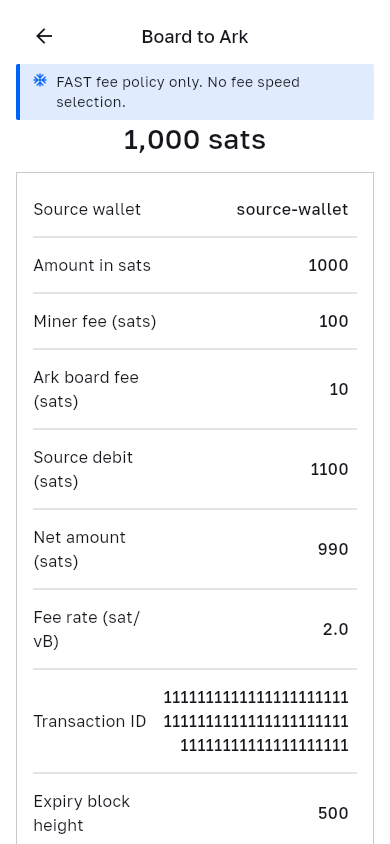 Board to Ark
FAST fee policy only. No fee speed
selection.
1,000 sats
Source wallet
source-wallet
Amount in sats
1000
Miner fee (sats)
100
Ark board fee
(sats)
10
Source debit
(sats)
1100
Net amount
(sats)
990
Fee rate (sat/
vB)
2.0
Transaction ID
1111111111111111111111
1111111111111111111111
11111111111111111111
Expiry block
height
500